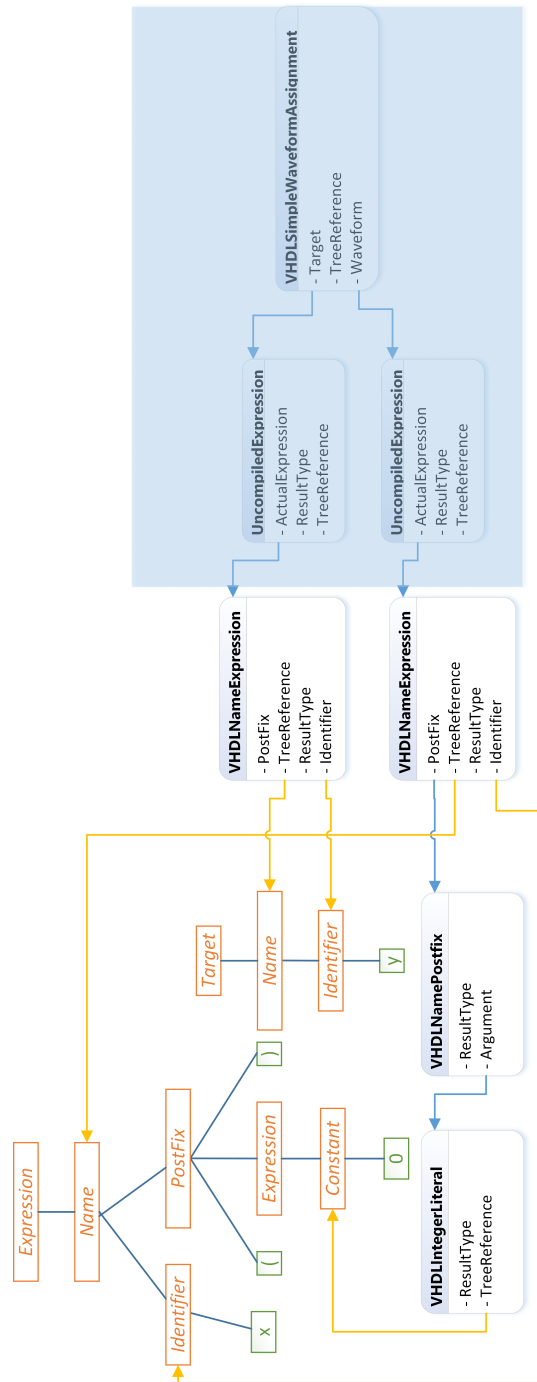 Expression
Name
Identifier
x
PostFix
(
Expression
)
Constant
0
Target
Name
Identifier
y
VHDLIntegerLiteral
- ResultType
- TreeReference
VHDLNamePostfix
- ResultType
- Argument
VHDLNameExpression
- PostFix
- TreeReference
- ResultType
- Identifier
VHDLNameExpression
- PostFix
- TreeReference
- ResultType
- Identifier
UncompiledExpression
- ActualExpression
- ResultType
- TreeReference
UncompiledExpression
- ActualExpression
- ResultType
- TreeReference
VHDLSimpleWaveformAssignment
- Target
- TreeReference
- Waveform